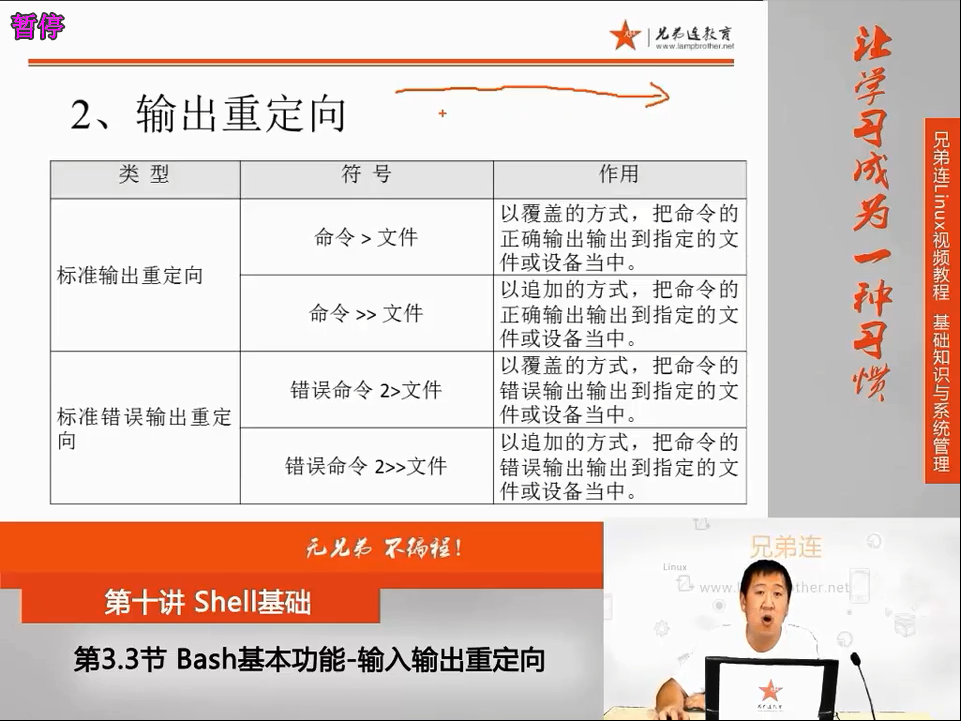 暂停
兄弟连教育
www.lampbrother.net
2、输出重定向
类 型 符 号 作用
标准输出重定向
命令 > 文件
以覆盖的方式，把命令的
正确输出输出到指定的文
件或设备当中。
命令 >> 文件
以追加的方式，把命令的
正确输出输出到指定的文
件或设备当中。
标准错误输出重定
向
错误命令 2>文件
以覆盖的方式，把命令的
错误输出输出到指定的文
件或设备当中。
错误命令 2>>文件
以追加的方式，把命令的
错误输出输出到指定的文
件或设备当中。
让学习成为一种习惯
兄弟连Linux视频教程 基础知识与系统管理
无兄弟 不编程！
第十讲 Shell基础
第3.3节 Bash基本功能-输入输出重定向
兄弟连
Linux
兄弟连教育